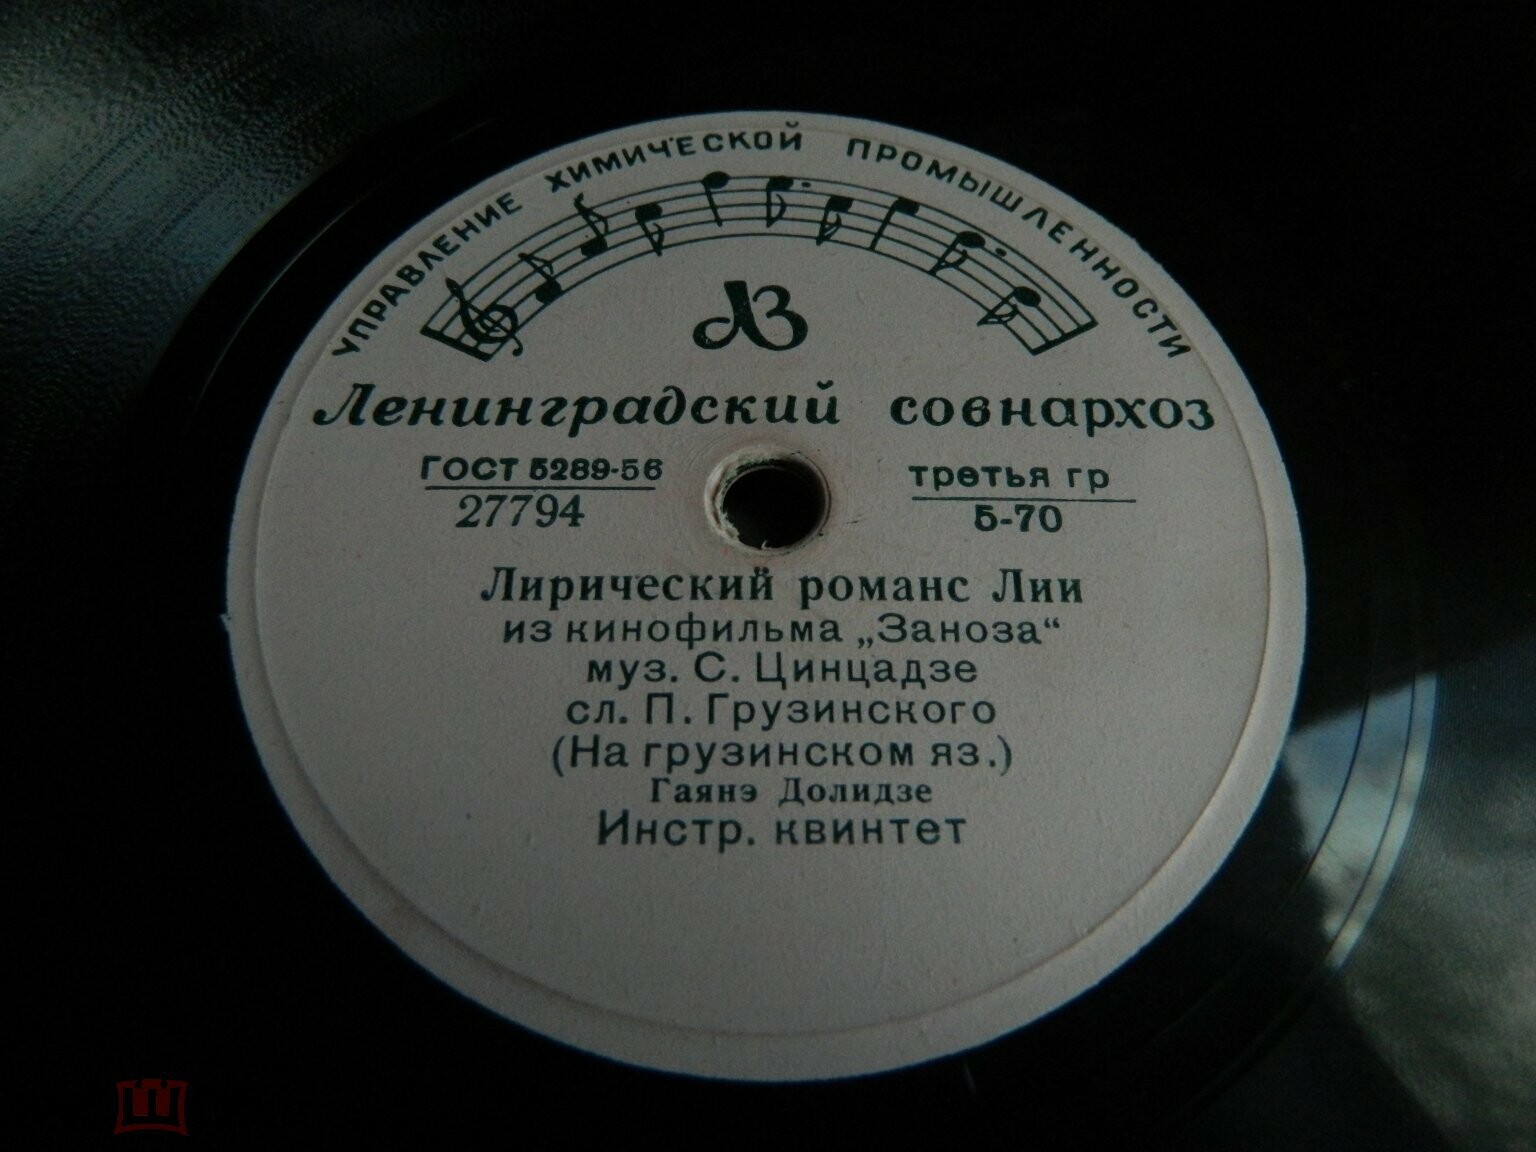 УПРАВЛЕНИЕ ХИМИЧЕСКОЙ ПРОМЫШЛЕННОСТИ
ЛЗ
Ленинградский совнархоз
ГОСТ 5289-56
27794
третья гр
5-70
Лирический романс Лии
из кинофильма „Заноза“
муз. С. Цинцадзе
сл. П. Грузинского
(На грузинском яз.)
Гаянэ Долидзе
Инстр. квинтет